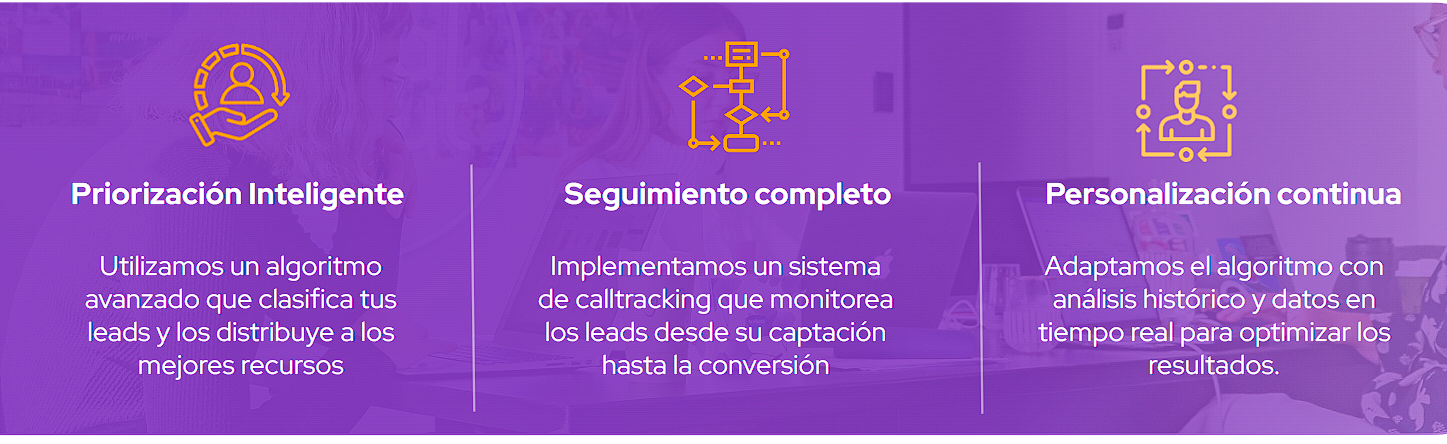 Priorización Inteligente
Utilizamos un algoritmo
avanzado que clasifica tus
leads y los distribuye a los
mejores recursos
Seguimiento completo
Implementamos un sistema
de calltracking que monitorea
los leads desde su captación
hasta la conversión
Personalización continua
Adaptamos el algoritmo con
análisis histórico y datos en
tiempo real para optimizar los
resultados.